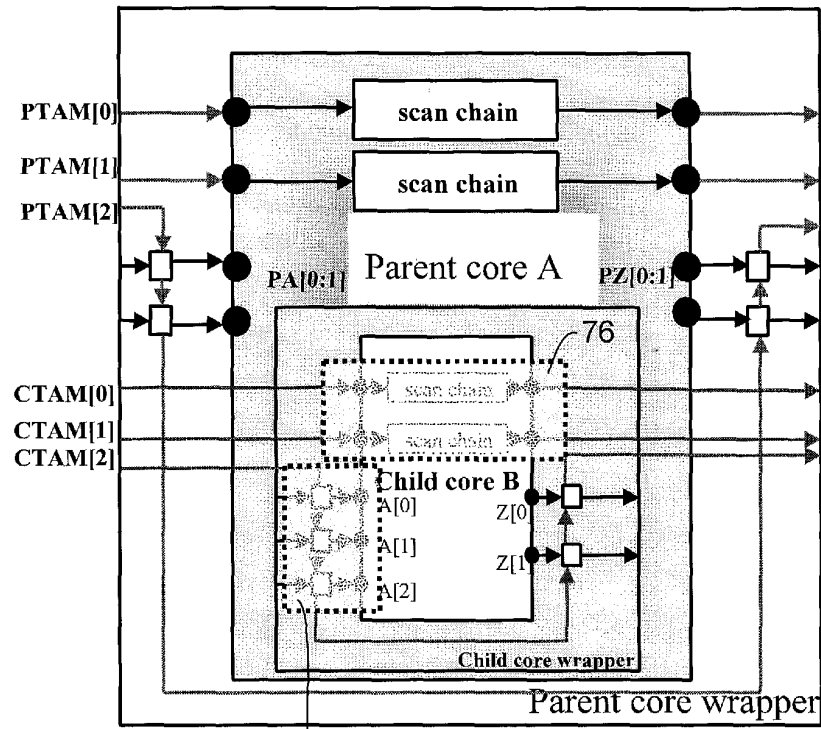 PTAM[0]
scan chain
PTAM[1]
scan chain
PTAM[2]
Parent core A
PA[0:1]
PZ[0:1]
76
CTAM[0]
scan chain
CTAM[1]
scan chain
CTAM[2]
Child core B
A[0]
Z[0]
A[1]
Z[1]
A[2]
Child core wrapper
Parent core wrapper